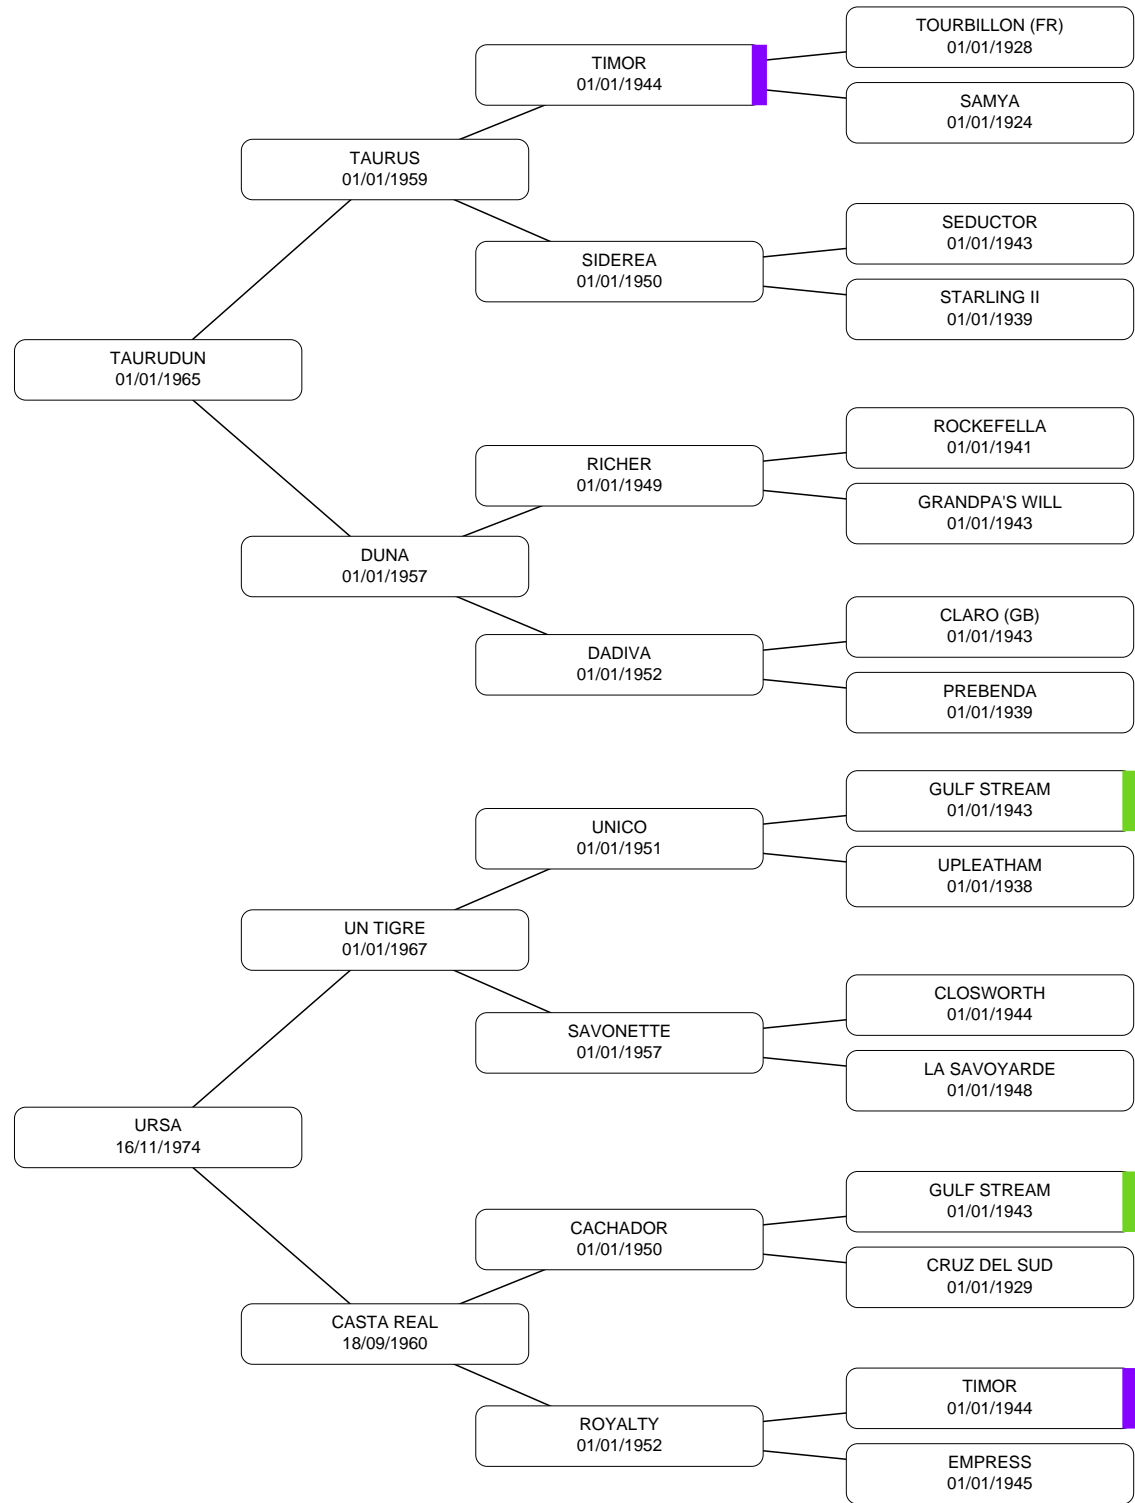 TOURBILLON (FR)
01/01/1928
TIMOR
01/01/1944
SAMYA
01/01/1924
TAURUS
01/01/1959
SEDUCTOR
01/01/1943
SIDEREA
01/01/1950
STARLING II
01/01/1939
TAURUDUN
01/01/1965
ROCKEFELLA
01/01/1941
RICHER
01/01/1949
GRANDPA'S WILL
01/01/1943
DUNA
01/01/1957
CLARO (GB)
01/01/1943
DADIVA
01/01/1952
PREBENDA
01/01/1939
GULF STREAM
01/01/1943
UNICO
01/01/1951
UPLEATHAM
01/01/1938
UN TIGRE
01/01/1967
CLOSWORTH
01/01/1944
SAVONETTE
01/01/1957
LA SAVOYARDE
01/01/1948
URSA
16/11/1974
GULF STREAM
01/01/1943
CACHADOR
01/01/1950
CRUZ DEL SUD
01/01/1929
CASTA REAL
18/09/1960
TIMOR
01/01/1944
ROYALTY
01/01/1952
EMPRESS
01/01/1945